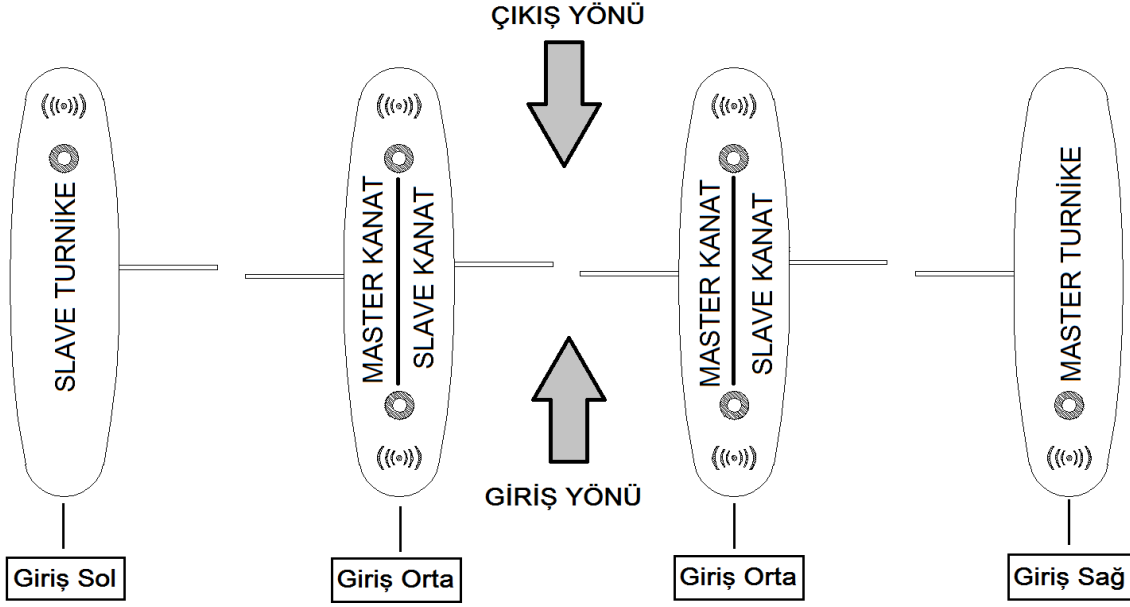 ÇIKIŞ YÖNÜ
SLAVE TURNİKE
MASTER KANAT
SLAVE KANAT
MASTER KANAT
SLAVE KANAT
MASTER TURNİKE
GİRİŞ YÖNÜ
Giriş Sol
Giriş Orta
Giriş Orta
Giriş Sağ